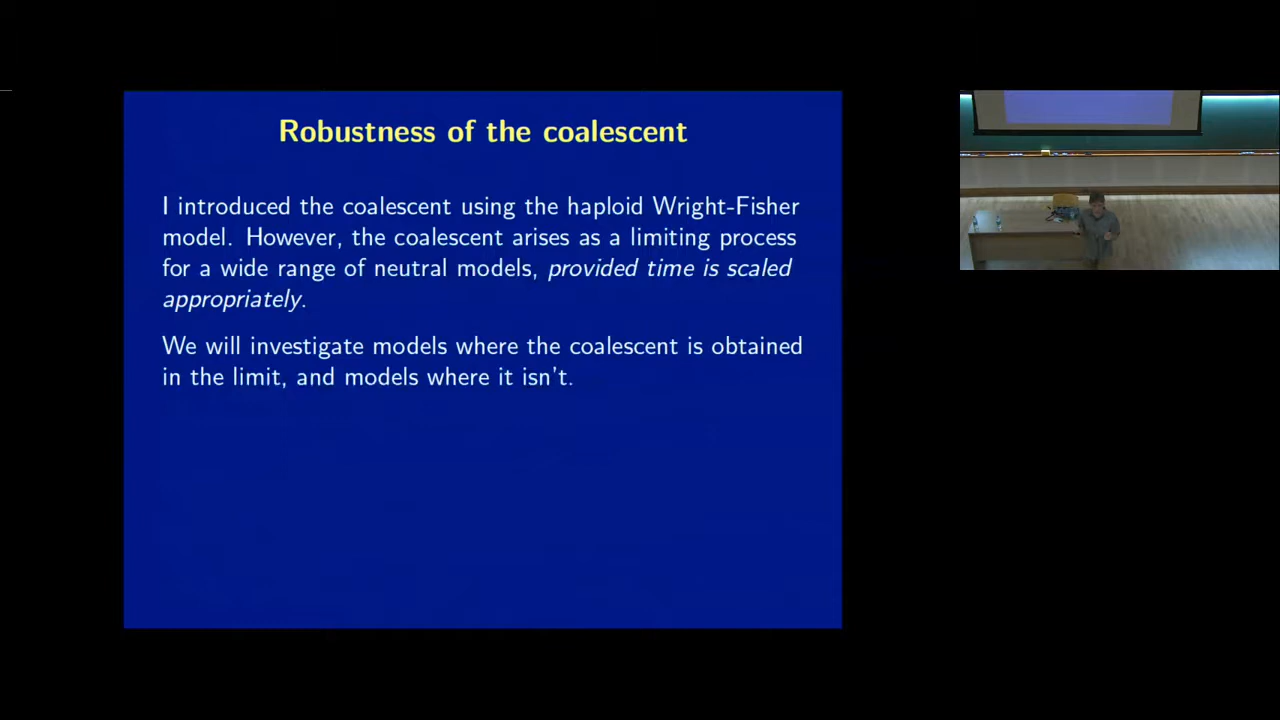 Robustness of the coalescent
I introduced the coalescent using the haploid Wright-Fisher
model. However, the coalescent arises as a limiting process
for a wide range of neutral models, provided time is scaled
appropriately.
We will investigate models where the coalescent is obtained
in the limit, and models where it isn't.